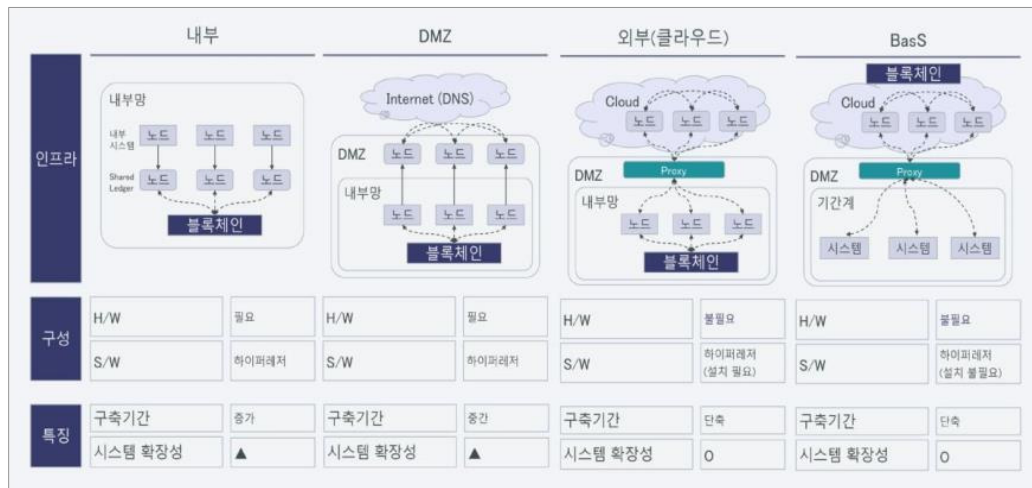 내부
DMZ
외부(클라우드)
BasS
인프라
내부망
내부
시스템
노드
노드
노드
Shared
Ledger
노드
노드
노드
블록체인
Internet (DNS)
DMZ
노드
노드
노드
내부망
노드
노드
노드
블록체인
Cloud
노드
노드
노드
Proxy
DMZ
내부망
노드
노드
노드
블록체인
블록체인
Cloud
노드
노드
노드
Proxy
DMZ
기간계
시스템
시스템
시스템
구성
H/W
필요
H/W
필요
H/W
불필요
H/W
불필요
S/W
하이퍼레저
S/W
하이퍼레저
S/W
하이퍼레저
(설치 필요)
S/W
하이퍼레저
(설치 불필요)
특징
구축기간
증가
구축기간
중간
구축기간
단축
구축기간
단축
시스템 확장성
▲
시스템 확장성
▲
시스템 확장성
O
시스템 확장성
O